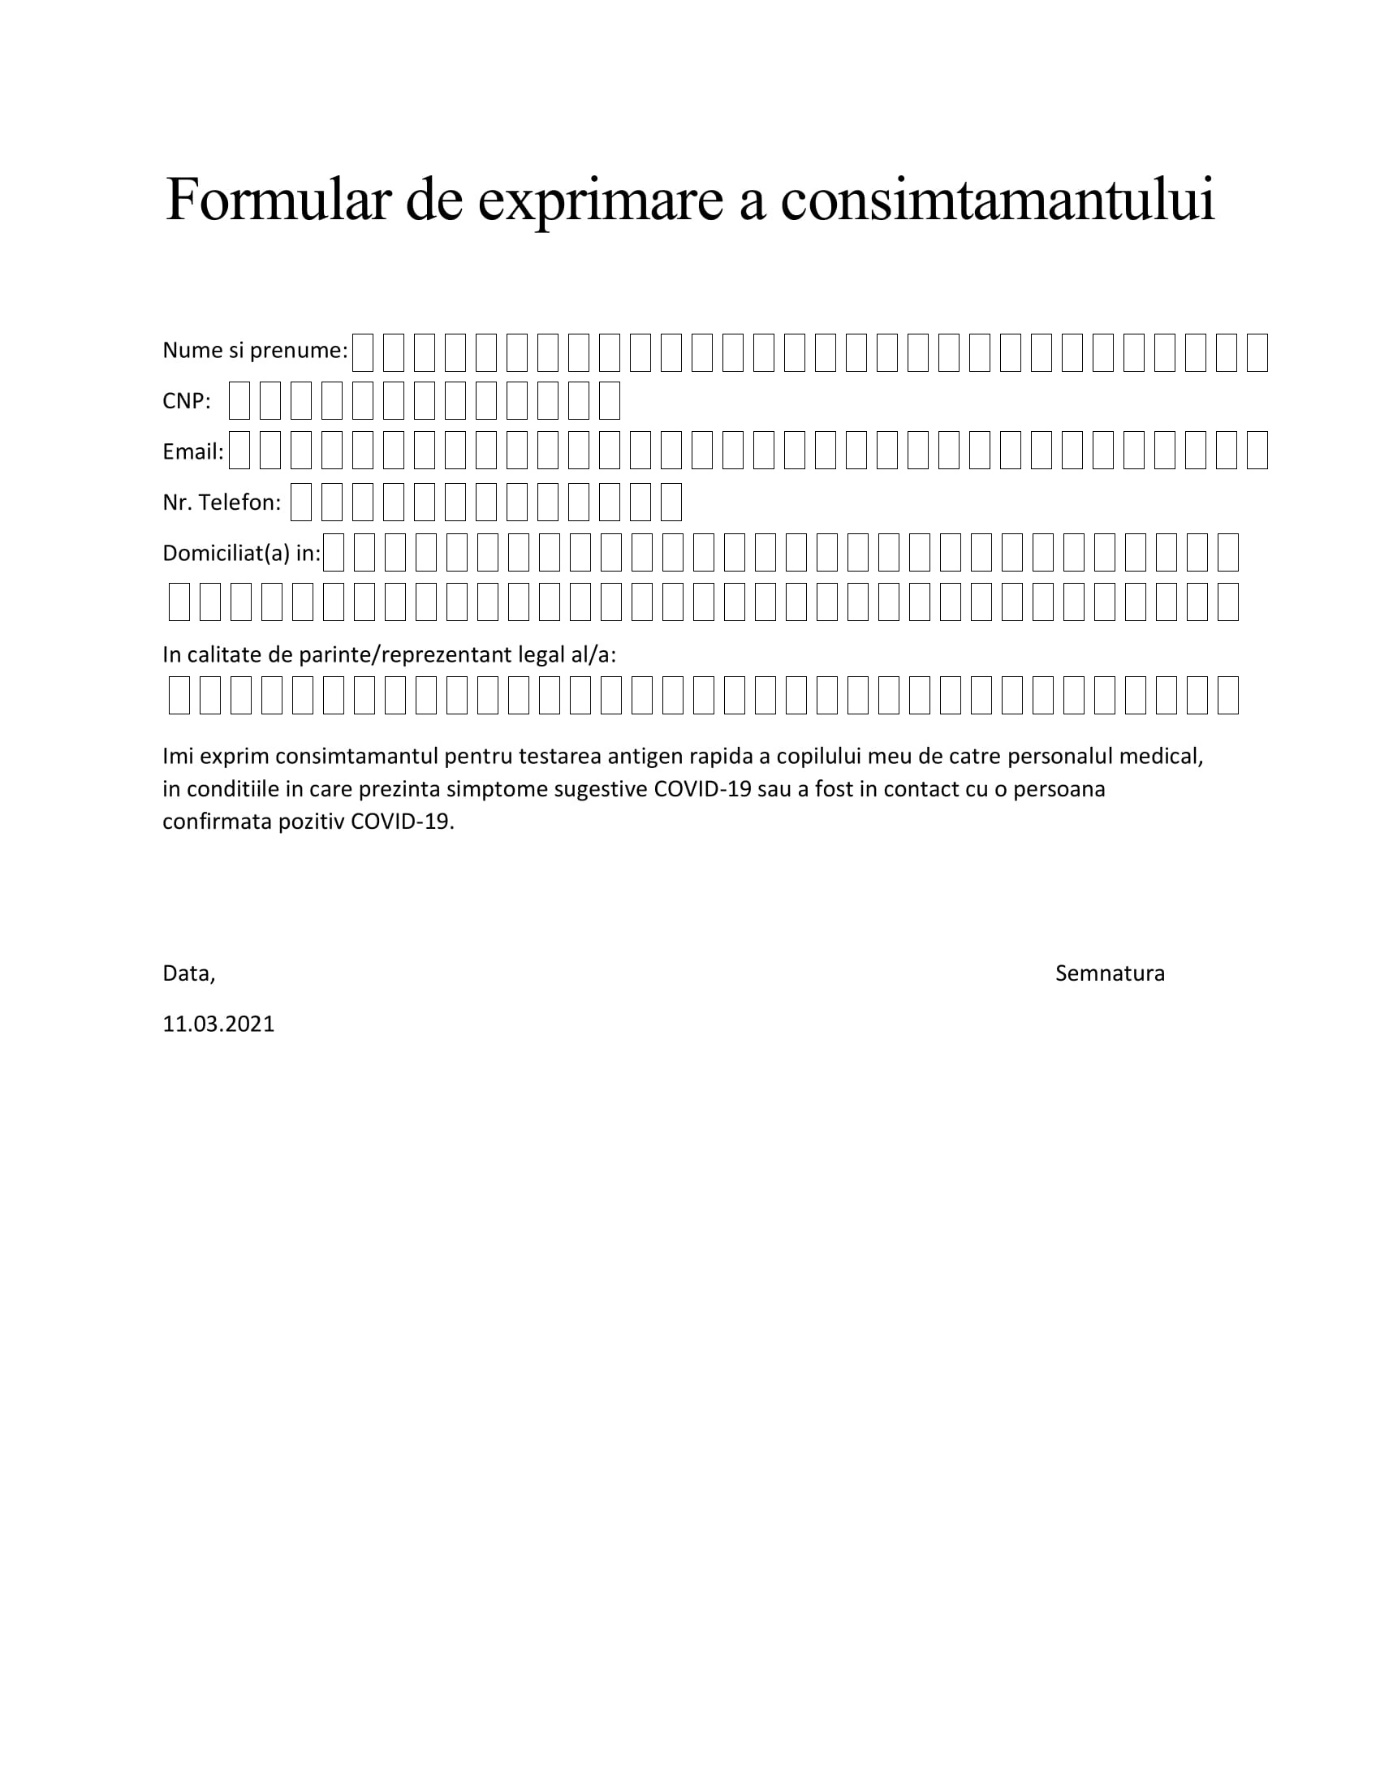 Formular de exprimare a consimtamantului
Nume si prenume:
CNP:
Email:
Nr. Telefon:
Domiciliat(a) in:
In calitate de parinte/reprezentant legal al/a:
Imi exprim consimtamantul pentru testarea antigen rapida a copilului meu de catre personalul medical,
in conditiile in care prezinta simptome sugestive COVID-19 sau a fost in contact cu o persoana
confirmata pozitiv COVID-19.
Data, Semnatura
11.03.2021